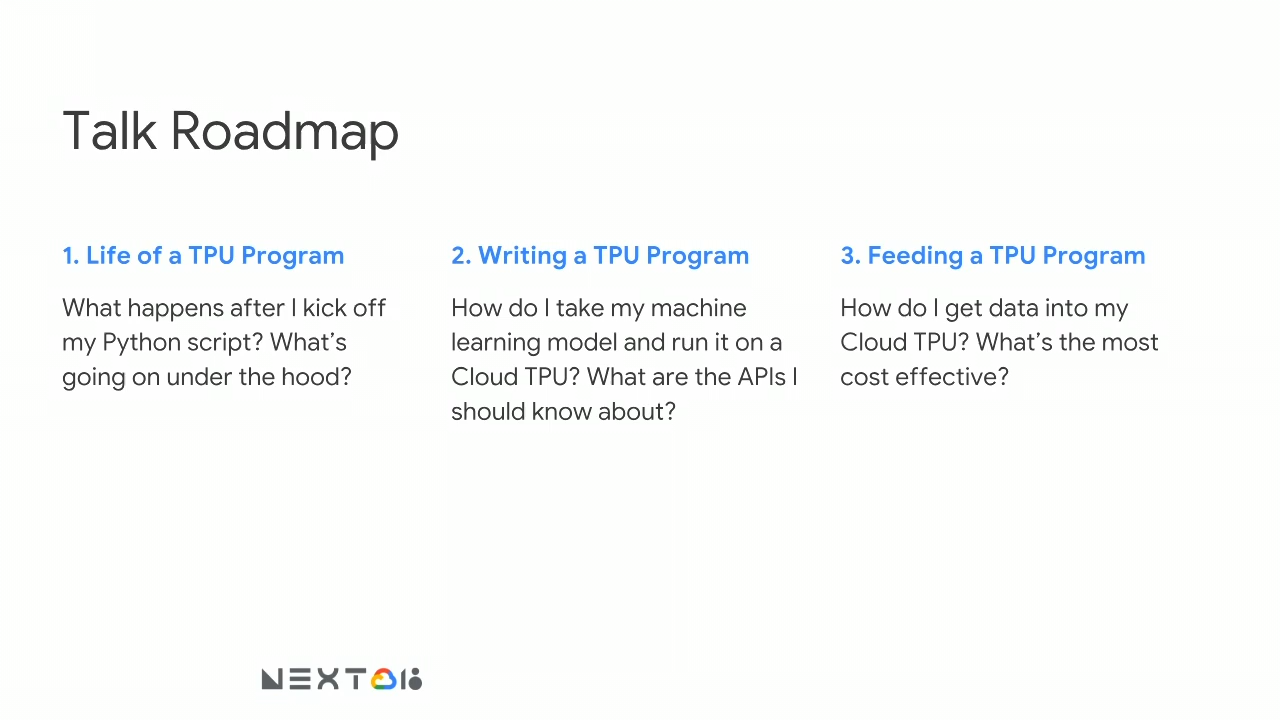 Talk Roadmap
1. Life of a TPU Program
What happens after I kick off
my Python script? What's
going on under the hood?
2. Writing a TPU Program
How do I take my machine
learning model and run it on a
Cloud TPU? What are the APIs I
should know about?
3. Feeding a TPU Program
How do I get data into my
Cloud TPU? What's the most
cost effective?
NEXT 18